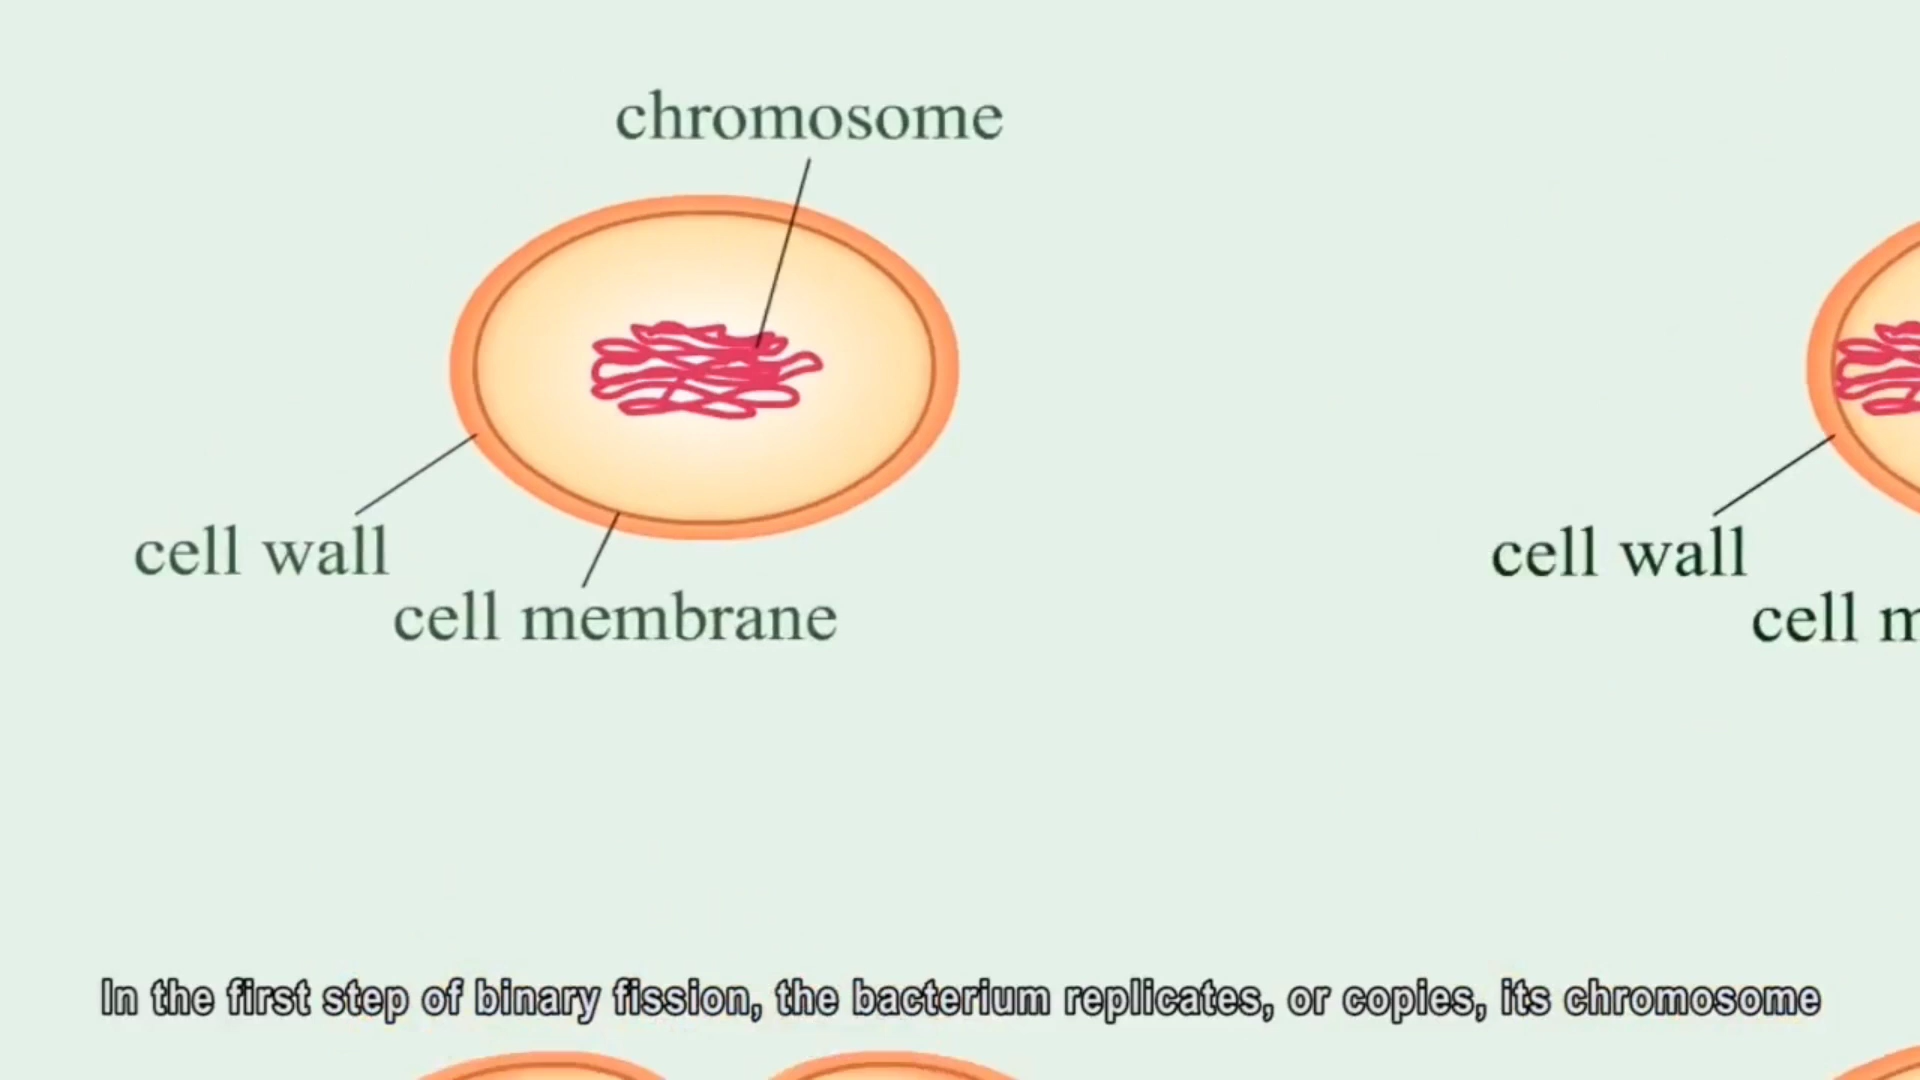 chromosome
cell wall
cell membrane
cell wall
cell m
In the first step of binary fission, the bacterium replicates, or copies, its chromosome